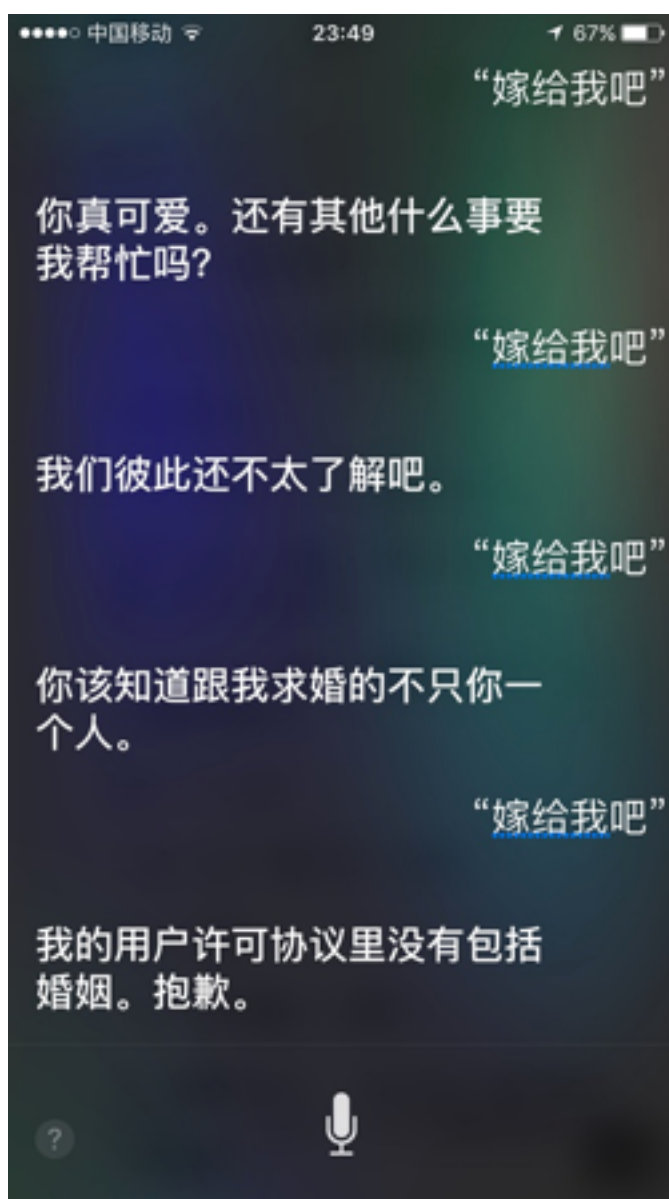 中国移动 23:49 67%
“嫁给我吧”
你真可爱。还有其他什么事要
我帮忙吗?
“嫁给我吧”
我们彼此还不太了解吧。
“嫁给我吧”
你该知道跟我求婚的不只你一
个人。
“嫁给我吧”
我的用户许可协议里没有包括
婚姻。抱歉。
?